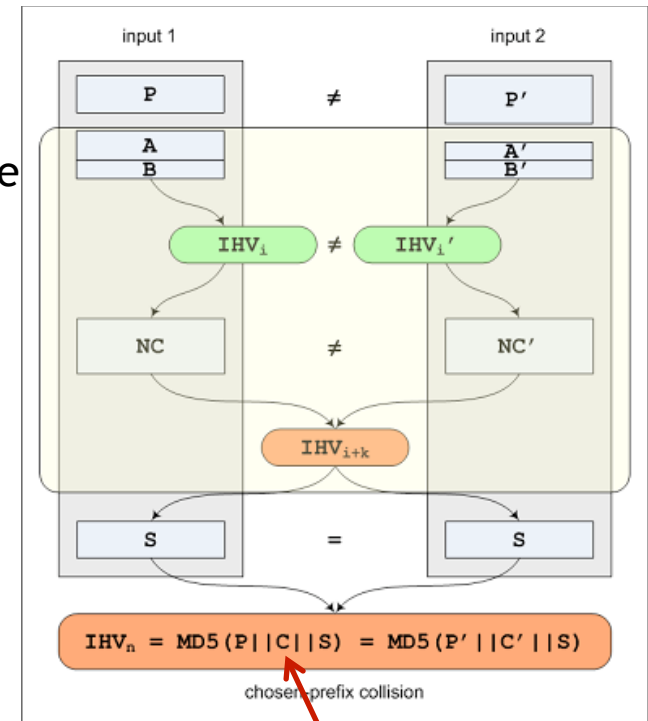 input 1 input 2
P ≠ P'
e
A A'
B B'
IHVᵢ ≠ IHVᵢ'
NC ≠ NC'
IHVᵢ₊ₖ
S = S
IHVₙ = MD5(P||C||S) = MD5(P'||C'||S)
chosen-prefix collision